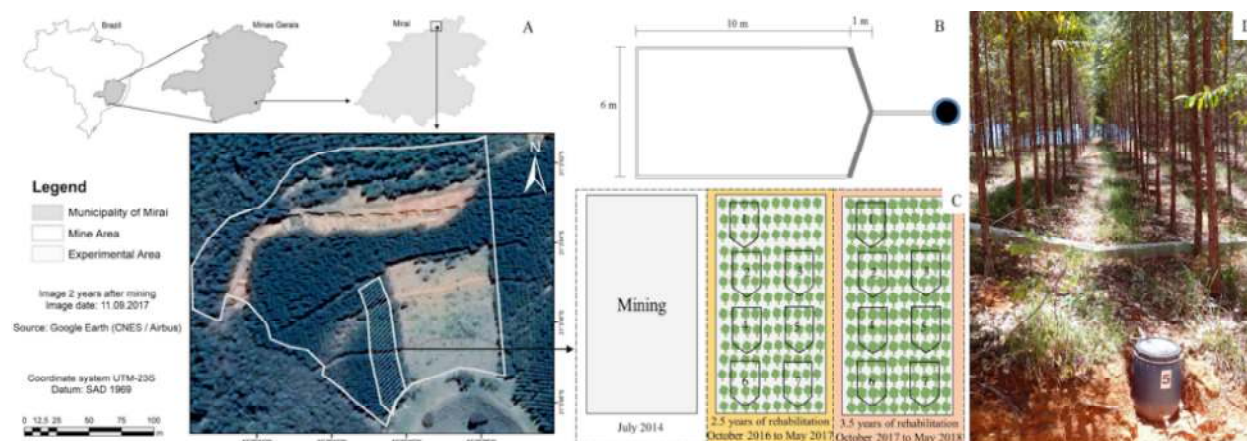 Brazil
Minas Gerais
Miraí
A
N
Legend
Municipality of Miraí
Mine Area
Experimental Area
Image 2 years after mining
Image date: 11.09.2017
Source: Google Earth (CNES / Airbus)
Coordinate system UTM-23S
Datum: SAD 1969
0 12.5 25 50 75 100
m
10 m
1 m
B
6 m
C
Mining
July 2014
1
2 3
4 5
6 7
2.5 years of rehabilitation
October 2016 to May 2017
1
2 3
4 5
6 7
3.5 years of rehabilitation
October 2017 to May 2018
D
5